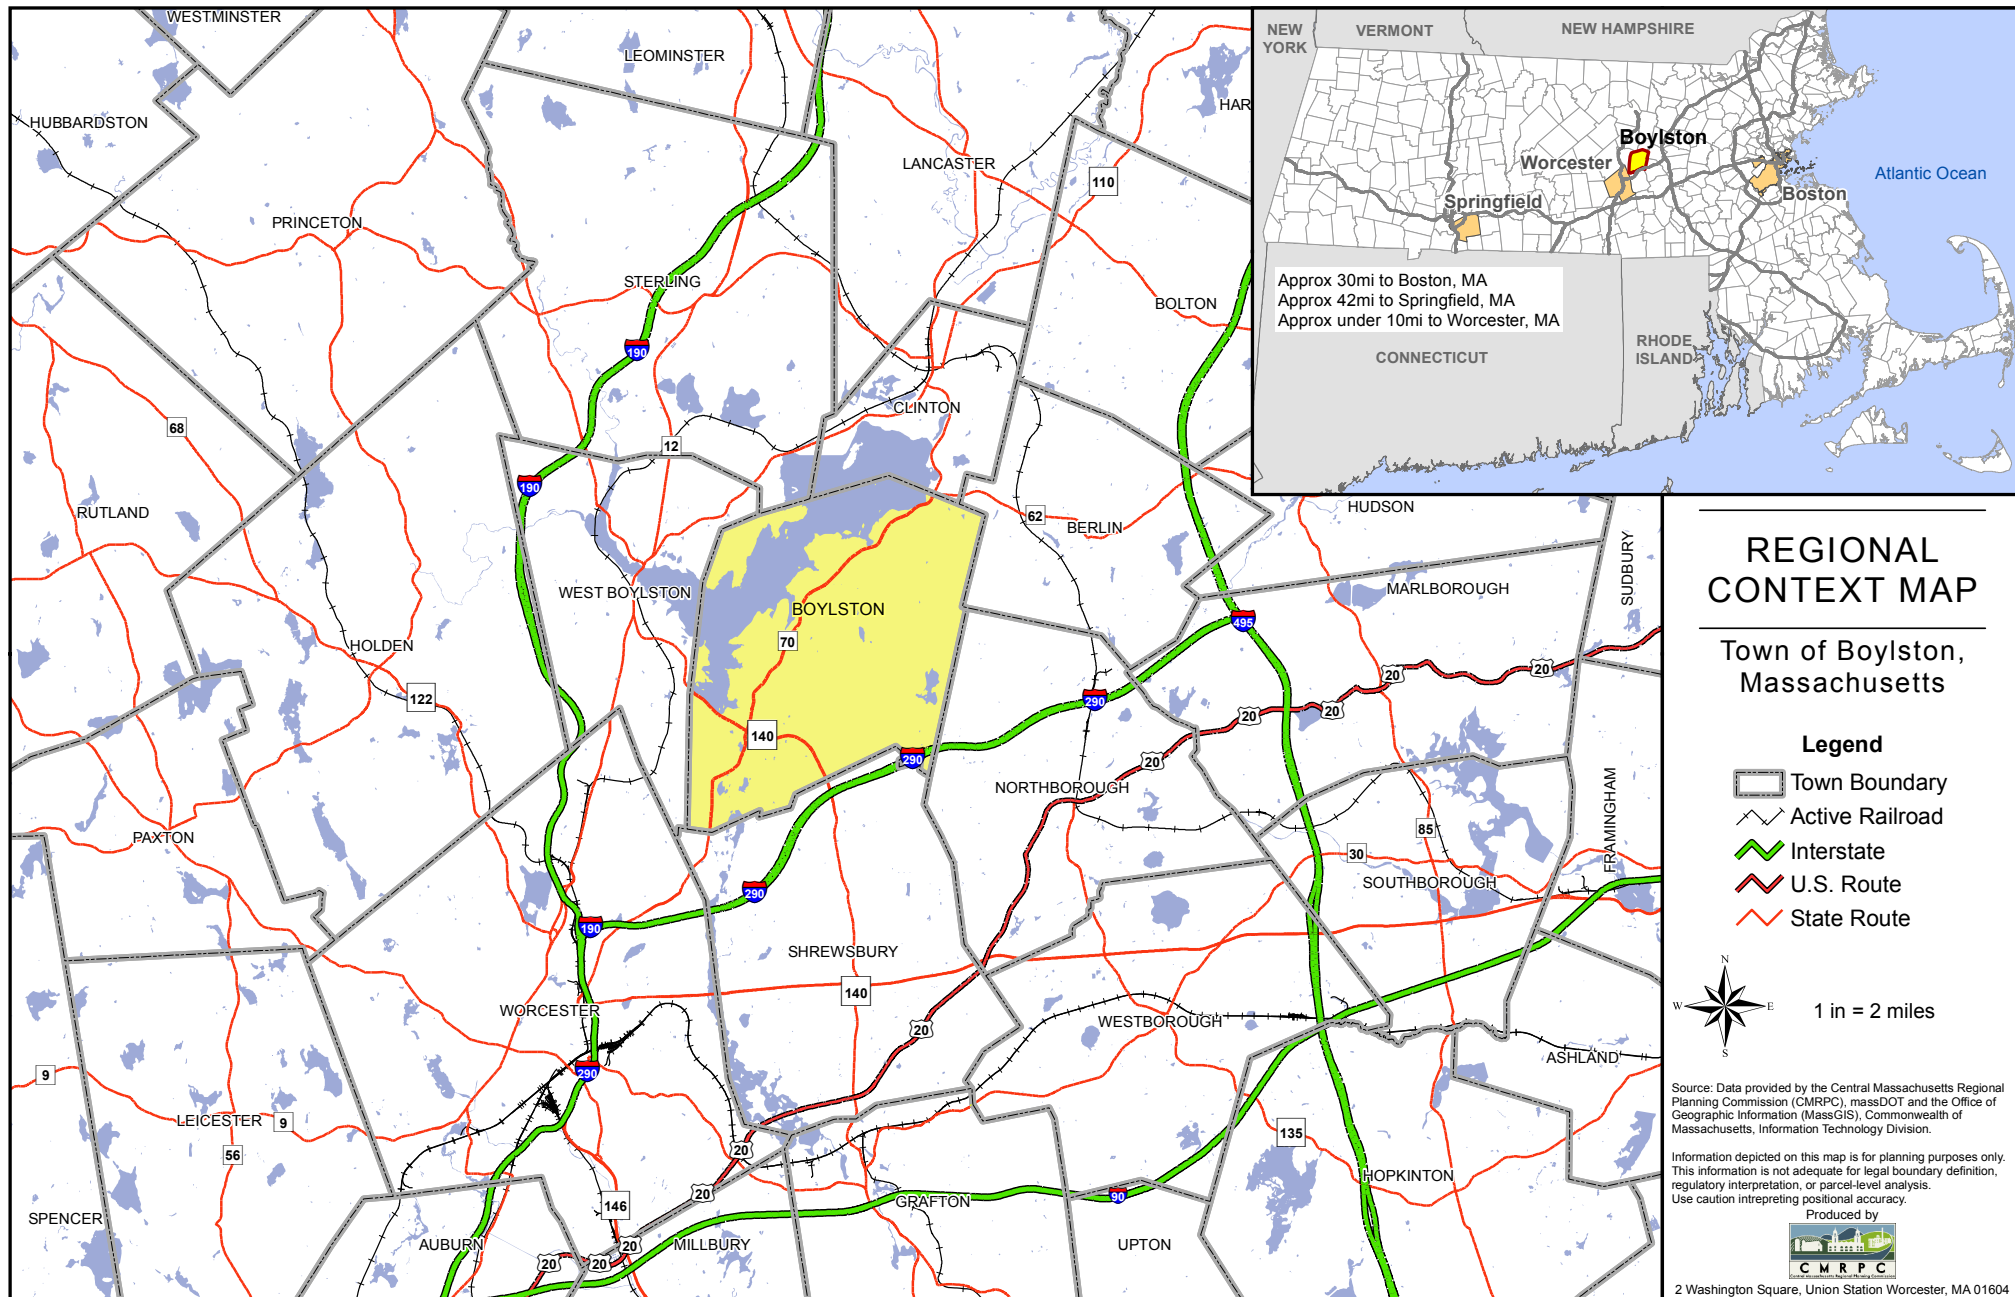 WESTMINSTER
LEOMINSTER
HUBBARDSTON
HAR
LANCASTER
110
PRINCETON
STERLING
BOLTON
190
CLINTON
68
12
190
RUTLAND
62
BERLIN
HUDSON
WEST BOYLSTON
BOYLSTON
MARLBOROUGH
SUDBURY
495
70
HOLDEN
20
20
122
290
20
20
140
290
20
NORTHBOROUGH
PAXTON
85
FRAMINGHAM
30
SOUTHBOROUGH
290
190
SHREWSBURY
140
WORCESTER
WESTBOROUGH
20
ASHLAND
290
9
LEICESTER
9
135
56
20
HOPKINTON
20
90
GRAFTON
146
SPENCER
AUBURN
20
MILLBURY
UPTON
20
20
NEW
YORK
VERMONT
NEW HAMPSHIRE
Boylston
Worcester
Atlantic Ocean
Springfield
Boston
Approx 30mi to Boston, MA
Approx 42mi to Springfield, MA
Approx under 10mi to Worcester, MA
RHODE
ISLAND
CONNECTICUT
REGIONAL
CONTEXT MAP
Town of Boylston,
Massachusetts
Legend
Town Boundary
Active Railroad
Interstate
U.S. Route
State Route
N
W
E
S
1 in = 2 miles
Source: Data provided by the Central Massachusetts Regional
Planning Commission (CMRPC), massDOT and the Office of
Geographic Information (MassGIS), Commonwealth of
Massachusetts, Information Technology Division.
Information depicted on this map is for planning purposes only.
This information is not adequate for legal boundary definition,
regulatory interpretation, or parcel-level analysis.
Use caution intrepreting positional accuracy.
Produced by
CMRPC
Central Massachusetts Regional Planning Commission
2 Washington Square, Union Station Worcester, MA 01604